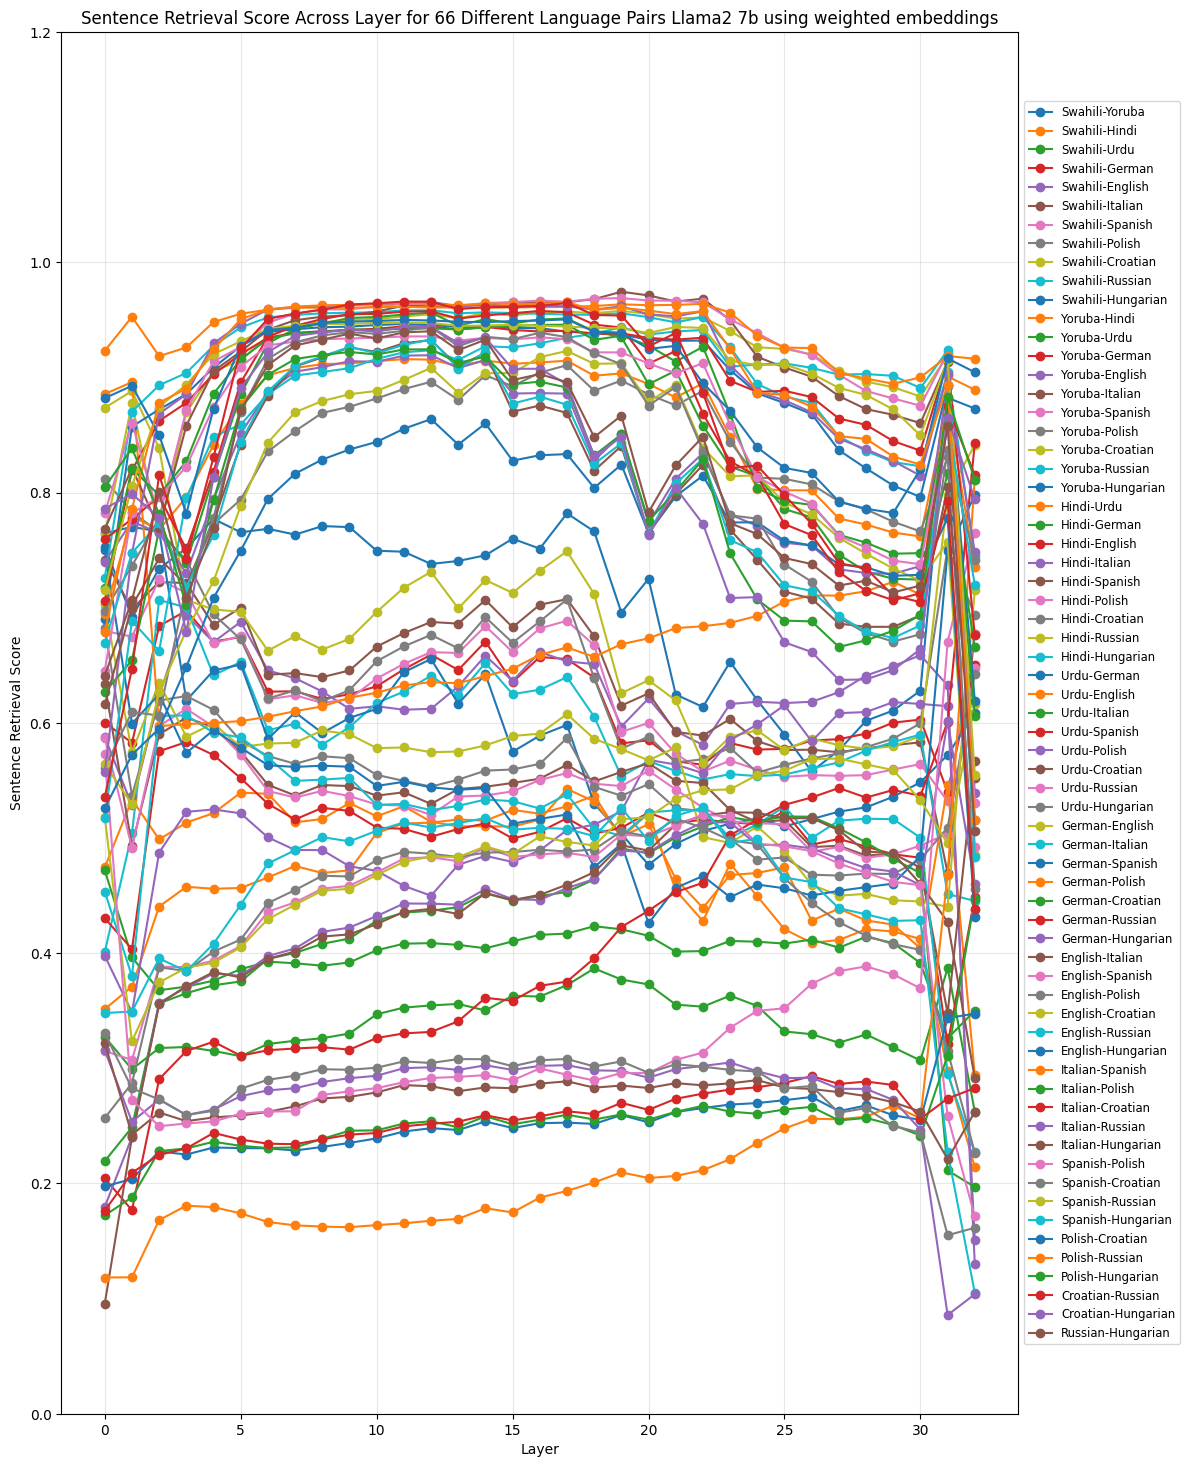 Sentence Retrieval Score Across Layer for 66 Different Language Pairs Llama2 7b using weighted embeddings
1.2
1.0
0.8
0.6
0.4
0.2
0.0
Sentence Retrieval Score
0 5 10 15 20 25 30
Layer
Swahili-Yoruba
Swahili-Hindi
Swahili-Urdu
Swahili-German
Swahili-English
Swahili-Italian
Swahili-Spanish
Swahili-Polish
Swahili-Croatian
Swahili-Russian
Swahili-Hungarian
Yoruba-Hindi
Yoruba-Urdu
Yoruba-German
Yoruba-English
Yoruba-Italian
Yoruba-Spanish
Yoruba-Polish
Yoruba-Croatian
Yoruba-Russian
Yoruba-Hungarian
Hindi-Urdu
Hindi-German
Hindi-English
Hindi-Italian
Hindi-Spanish
Hindi-Polish
Hindi-Croatian
Hindi-Russian
Hindi-Hungarian
Urdu-German
Urdu-English
Urdu-Italian
Urdu-Spanish
Urdu-Polish
Urdu-Croatian
Urdu-Russian
Urdu-Hungarian
German-English
German-Italian
German-Spanish
German-Polish
German-Croatian
German-Russian
German-Hungarian
English-Italian
English-Spanish
English-Polish
English-Croatian
English-Russian
English-Hungarian
Italian-Spanish
Italian-Polish
Italian-Croatian
Italian-Russian
Italian-Hungarian
Spanish-Polish
Spanish-Croatian
Spanish-Russian
Spanish-Hungarian
Polish-Croatian
Polish-Russian
Polish-Hungarian
Croatian-Russian
Croatian-Hungarian
Russian-Hungarian